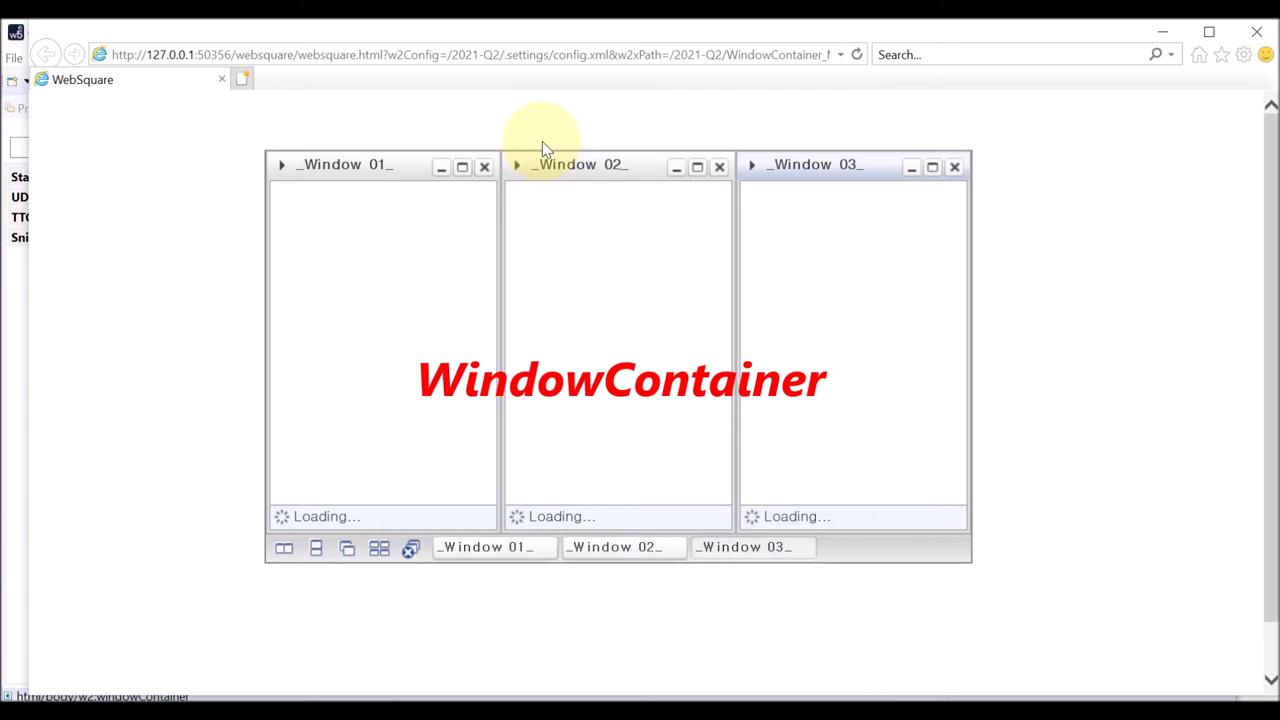 w5
File
http://127.0.0.1:50356/websquare/websquare.html?w2Config=/2021-Q2/.settings/config.xml&w2xPath=/2021-Q2/WindowContainer_
Search...
WebSquare
Sta
UD
Sni
_Window 01_
_Window 02_
_Window 03_
WindowContainer
Loading...
Loading...
Loading...
_Window 01_
_Window 02_
_Window 03_
html/body/w2:windowContainer